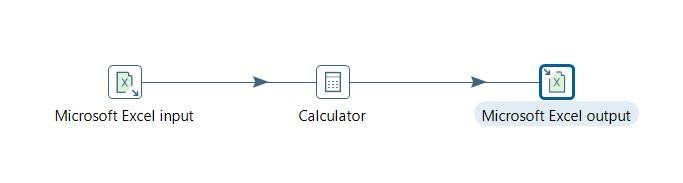 Microsoft Excel input
Calculator
Microsoft Excel output